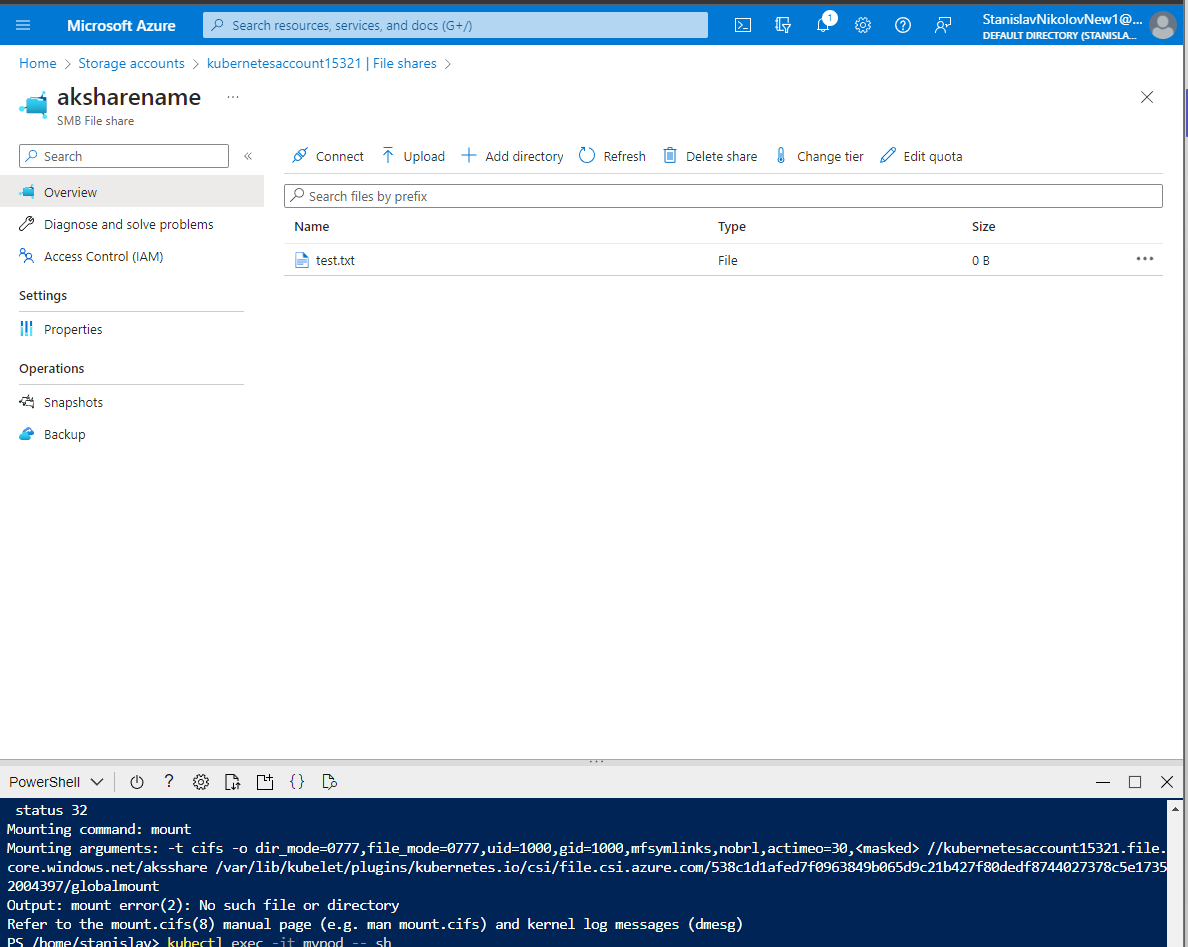 Microsoft Azure
Search resources, services, and docs (G+/)
1
StanislavNikolovNew1@...
DEFAULT DIRECTORY (STANISLA...
Home > Storage accounts > kubernetesaccount15321 | File shares >
aksharename ...
SMB File share
Search
«
Connect Upload Add directory Refresh Delete share Change tier Edit quota
Overview
Diagnose and solve problems
Access Control (IAM)
Settings
Properties
Operations
Snapshots
Backup
Search files by prefix
Name Type Size
test.txt File 0 B ...
PowerShell ? {}
status 32
Mounting command: mount
Mounting arguments: -t cifs -o dir_mode=0777,file_mode=0777,uid=1000,gid=1000,mfsymlinks,nobrl,actimeo=30,<masked> //kubernetesaccount15321.file.
core.windows.net/aksshare /var/lib/kubelet/plugins/kubernetes.io/csi/file.csi.azure.com/538c1d1afed7f0963849b065d9c21b427f80dedf8744027378c5e1735
2004397/globalmount
Output: mount error(2): No such file or directory
Refer to the mount.cifs(8) manual page (e.g. man mount.cifs) and kernel log messages (dmesg)
PS /home/stanislav> kubectl exec -it mypod -- sh